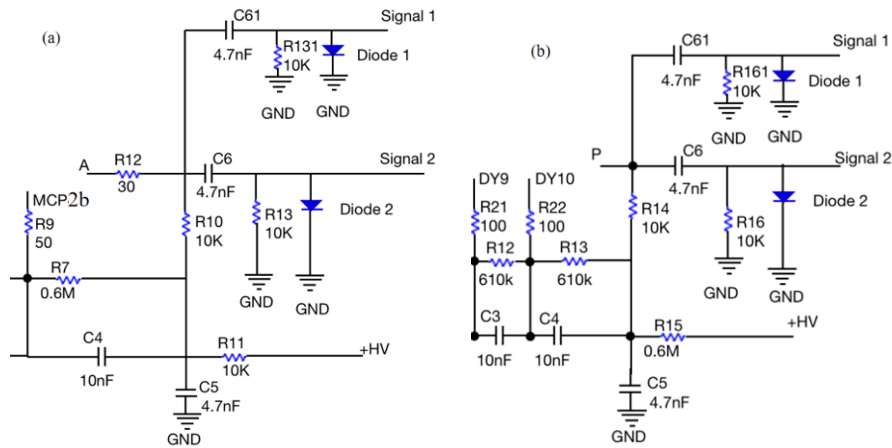 (a)
C61
4.7nF
Signal 1
R131
10K
Diode 1
GND
GND
A
R12
30
C6
4.7nF
Signal 2
MCP2b
R9
50
R10
10K
R13
10K
Diode 2
R7
0.6M
GND
GND
C4
10nF
R11
10K
+HV
C5
4.7nF
GND
(b)
C61
4.7nF
Signal 1
R161
10K
Diode 1
GND
GND
P
C6
4.7nF
Signal 2
DY9
DY10
R21
100
R22
100
R14
10K
R16
10K
Diode 2
R12
610k
R13
610k
GND
GND
C3
10nF
C4
10nF
R15
0.6M
+HV
C5
4.7nF
GND